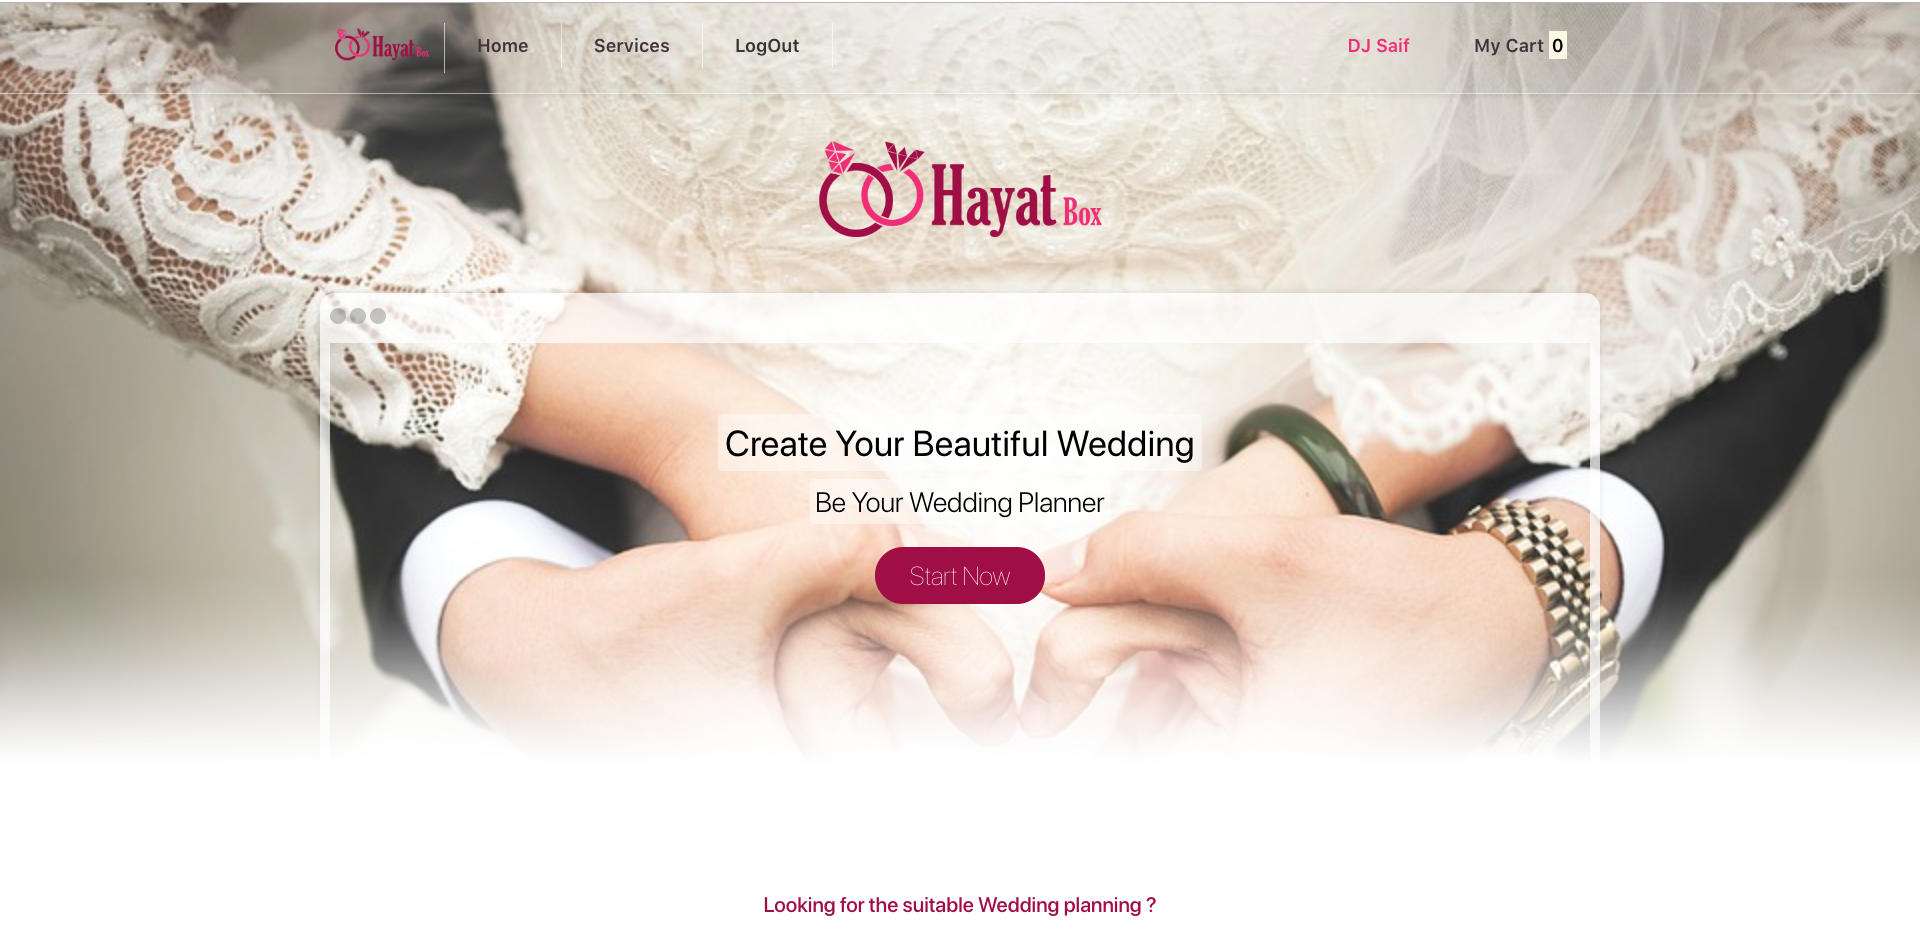 Hayat Box
Home
Services
LogOut
DJ Saif
My Cart 0
Hayat Box
Create Your Beautiful Wedding
Be Your Wedding Planner
Start Now
Looking for the suitable Wedding planning ?